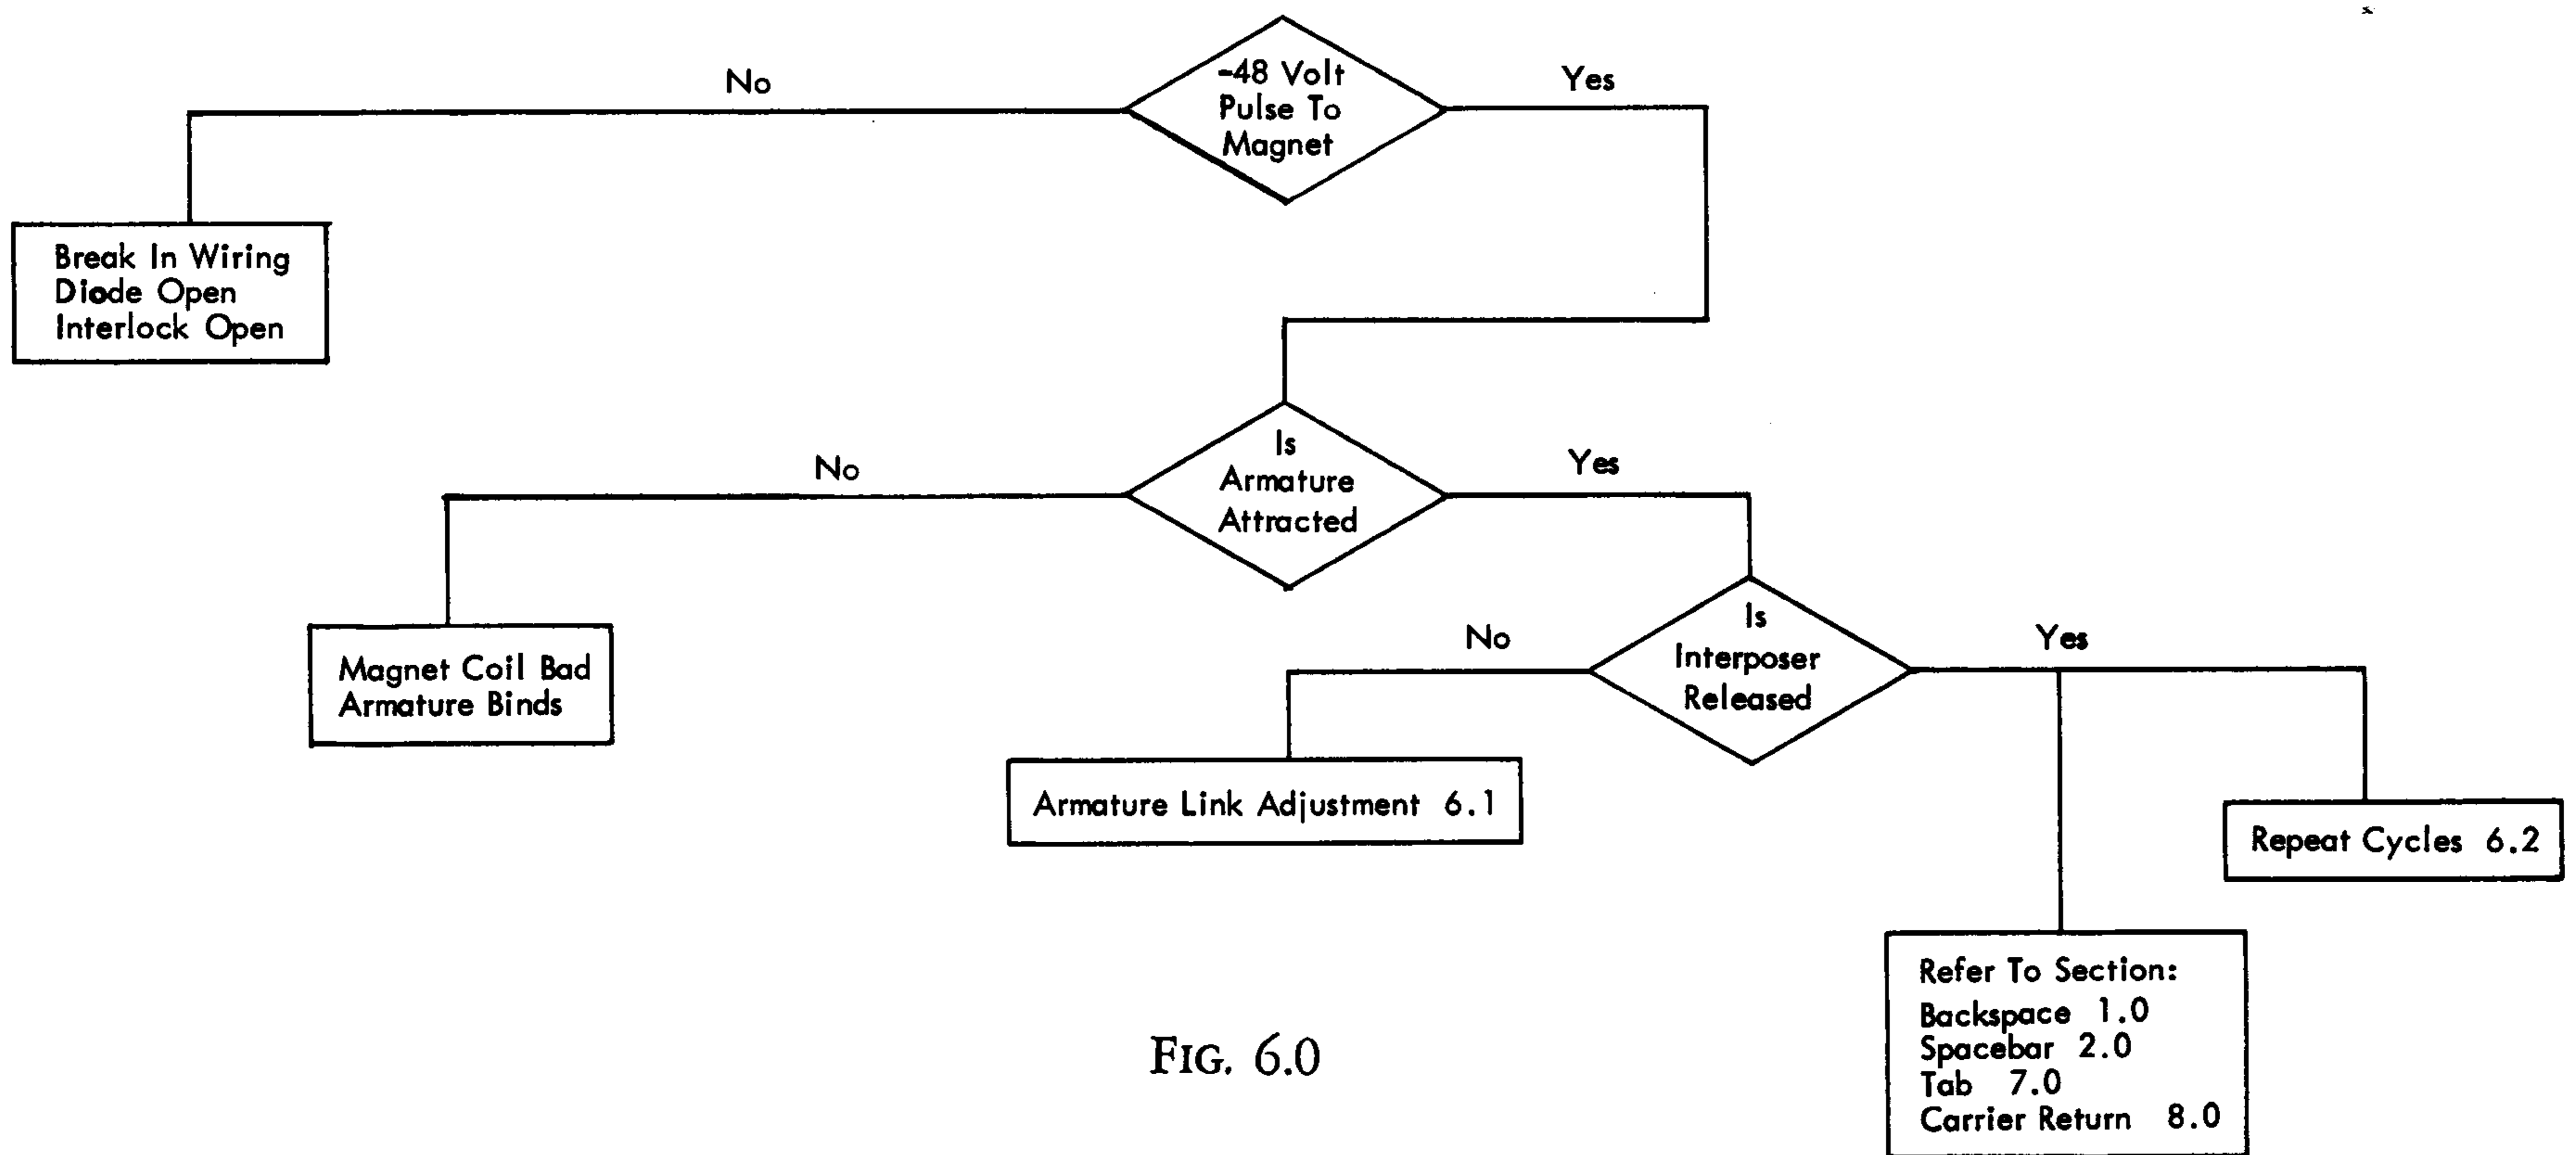 -48 Volt
Pulse To
Magnet
No
Yes
Break In Wiring
Diode Open
Interlock Open
Is
Armature
Attracted
No
Yes
Magnet Coil Bad
Armature Binds
Is
Interposer
Released
No
Yes
Armature Link Adjustment 6.1
Repeat Cycles 6.2
Refer To Section:
Backspace 1.0
Spacebar 2.0
Tab 7.0
Carrier Return 8.0
FIG. 6.0